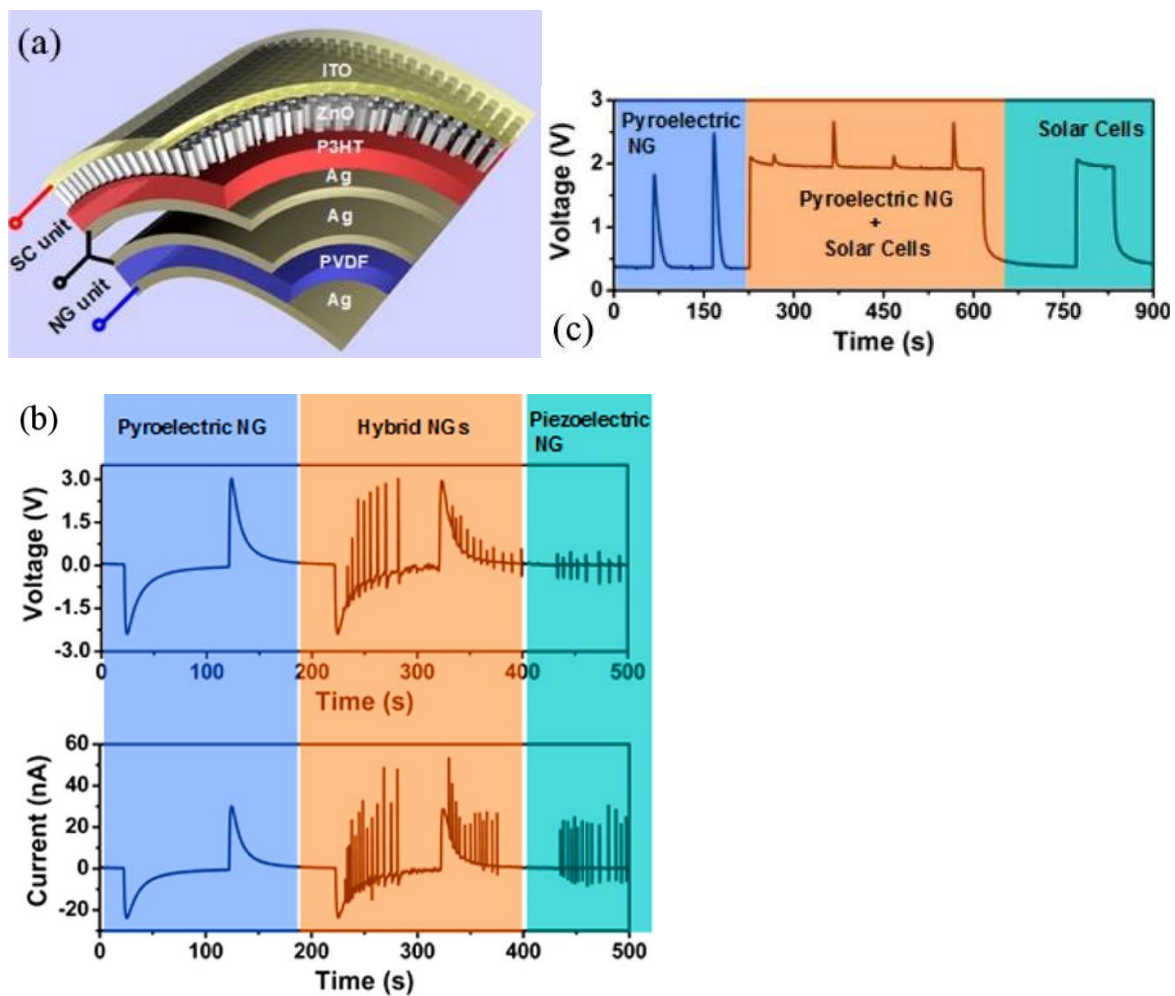 (a)
ITO
ZnO
P3HT
Ag
Ag
PVDF
Ag
SC unit
NG unit
(c)
Voltage (V)
3
2
1
0
Pyroelectric
NG
Pyroelectric NG
+
Solar Cells
Solar Cells
0 150 300 450 600 750 900
Time (s)
(b)
Pyroelectric NG
Hybrid NGs
Piezoelectric
NG
Voltage (V)
3.0
1.5
0.0
-1.5
-3.0
0 100 200 300 400 500
Time (s)
Current (nA)
60
40
20
0
-20
0 100 200 300 400 500
Time (s)